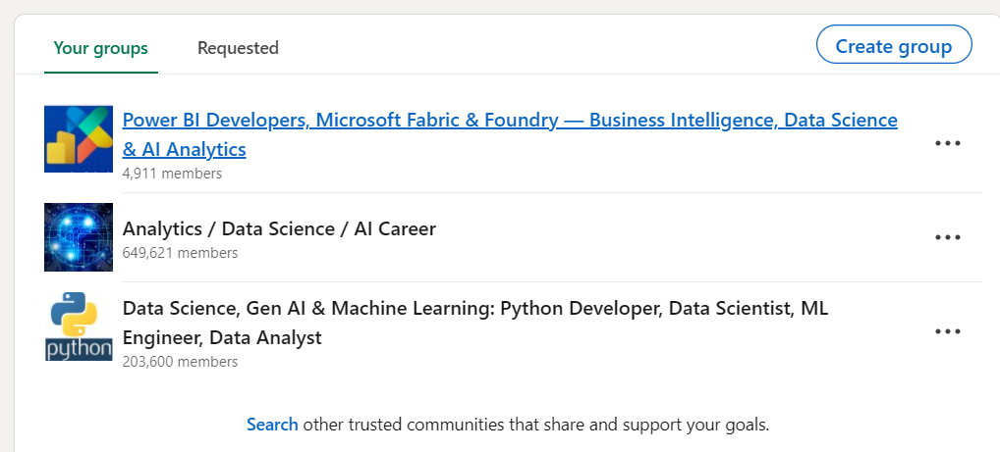 Your groups
Requested
Create group
Power BI Developers, Microsoft Fabric & Foundry — Business Intelligence, Data Science
& AI Analytics
4,911 members
Analytics / Data Science / AI Career
649,621 members
Data Science, Gen AI & Machine Learning: Python Developer, Data Scientist, ML
Engineer, Data Analyst
python
203,600 members
Search other trusted communities that share and support your goals.